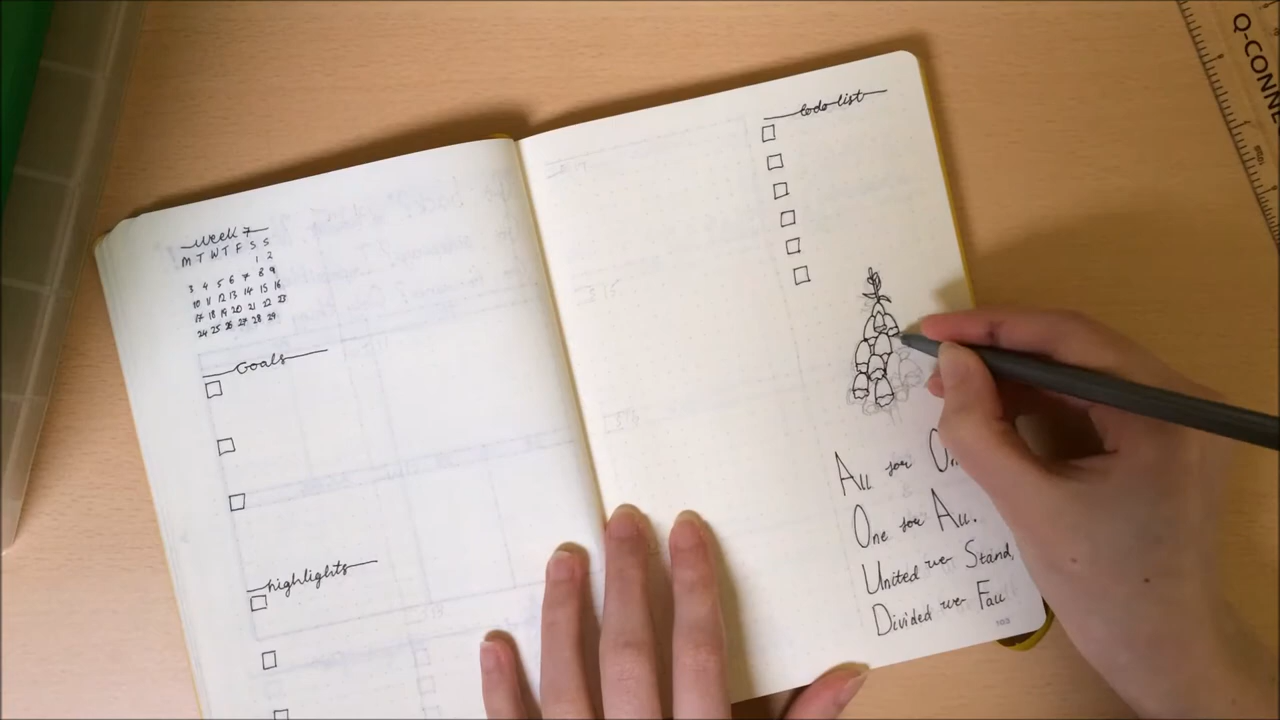 week 7
M T W T F S S
1 2
3 4 5 6 7 8 9
10 11 12 13 14 15 16
17 18 19 20 21 22 23
24 25 26 27 28 29
Goals
highlights
todo list
All for
One for All.
United we Stand,
Divided we Fall
103
Q-CONNE